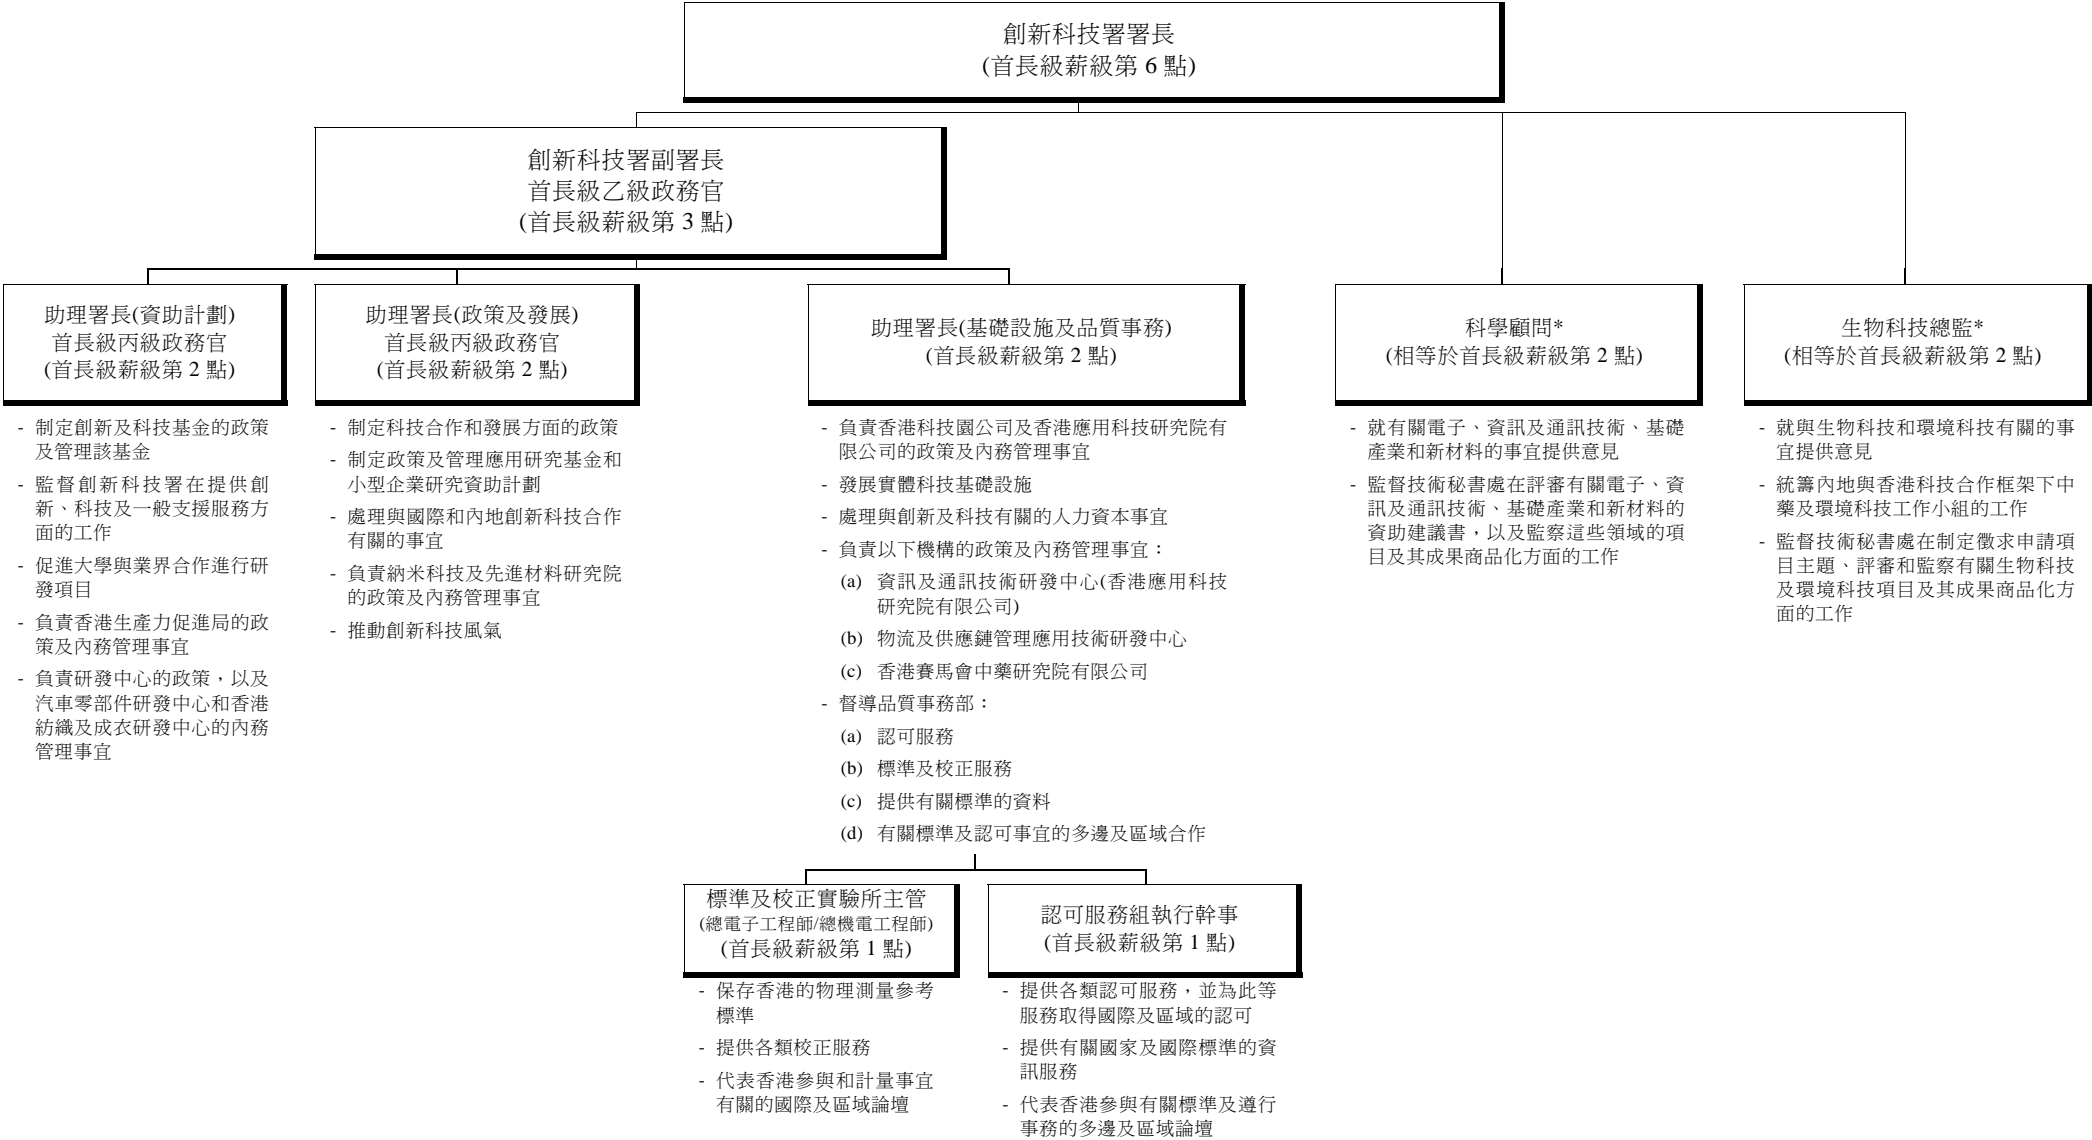 創新科技署署長
(首長級薪級第 6 點)
創新科技署副署長
首長級乙級政務官
(首長級薪級第 3 點)
助理署長(資助計劃)
首長級丙級政務官
(首長級薪級第 2 點)
- 制定創新及科技基金的政策
及管理該基金
- 監督創新科技署在提供創
新、科技及一般支援服務方
面的工作
- 促進大學與業界合作進行研
發項目
- 負責香港生產力促進局的政
策及內務管理事宜
- 負責研發中心的政策，以及
汽車零部件研發中心和香港
紡織及成衣研發中心的內務
管理事宜
助理署長(政策及發展)
首長級丙級政務官
(首長級薪級第 2 點)
- 制定科技合作和發展方面的政策
- 制定政策及管理應用研究基金和
小型企業研究資助計劃
- 處理與國際和內地創新科技合作
有關的事宜
- 負責納米科技及先進材料研究院
的政策及內務管理事宜
- 推動創新科技風氣
助理署長(基礎設施及品質事務)
(首長級薪級第 2 點)
- 負責香港科技園公司及香港應用科技研究院有
限公司的政策及內務管理事宜
- 發展實體科技基礎設施
- 處理與創新及科技有關的人力資本事宜
- 負責以下機構的政策及內務管理事宜：
(a) 資訊及通訊技術研發中心(香港應用科技
研究院有限公司)
(b) 物流及供應鏈管理應用技術研發中心
(c) 香港賽馬會中藥研究院有限公司
- 督導品質事務部：
(a) 認可服務
(b) 標準及校正服務
(c) 提供有關標準的資料
(d) 有關標準及認可事宜的多邊及區域合作
科學顧問*
(相等於首長級薪級第 2 點)
- 就有關電子、資訊及通訊技術、基礎
產業和新材料的事宜提供意見
- 監督技術秘書處在評審有關電子、資
訊及通訊技術、基礎產業和新材料的
資助建議書，以及監察這些領域的項
目及其成果商品化方面的工作
生物科技總監*
(相等於首長級薪級第 2 點)
- 就與生物科技和環境科技有關的事
宜提供意見
- 統籌內地與香港科技合作框架下中
藥及環境科技工作小組的工作
- 監督技術秘書處在制定徵求申請項
目主題、評審和監察有關生物科技
及環境科技項目及其成果商品化方
面的工作
標準及校正實驗所主管
(總電子工程師/總機電工程師)
(首長級薪級第 1 點)
- 保存香港的物理測量參考
標準
- 提供各類校正服務
- 代表香港參與和計量事宜
有關的國際及區域論壇
認可服務組執行幹事
(首長級薪級第 1 點)
- 提供各類認可服務，並為此等
服務取得國際及區域的認可
- 提供有關國家及國際標準的資
訊服務
- 代表香港參與有關標準及遵行
事務的多邊及區域論壇